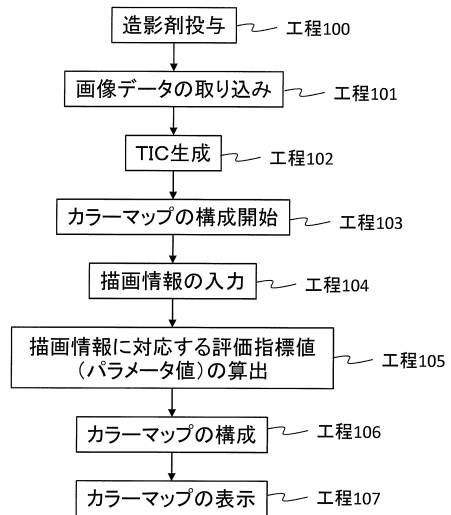 造影剤投与
工程100
画像データの取り込み
工程101
TIC生成
工程102
カラーマップの構成開始
工程103
描画情報の入力
工程104
描画情報に対応する評価指標値
（パラメータ値）の算出
工程105
カラーマップの構成
工程106
カラーマップの表示
工程107